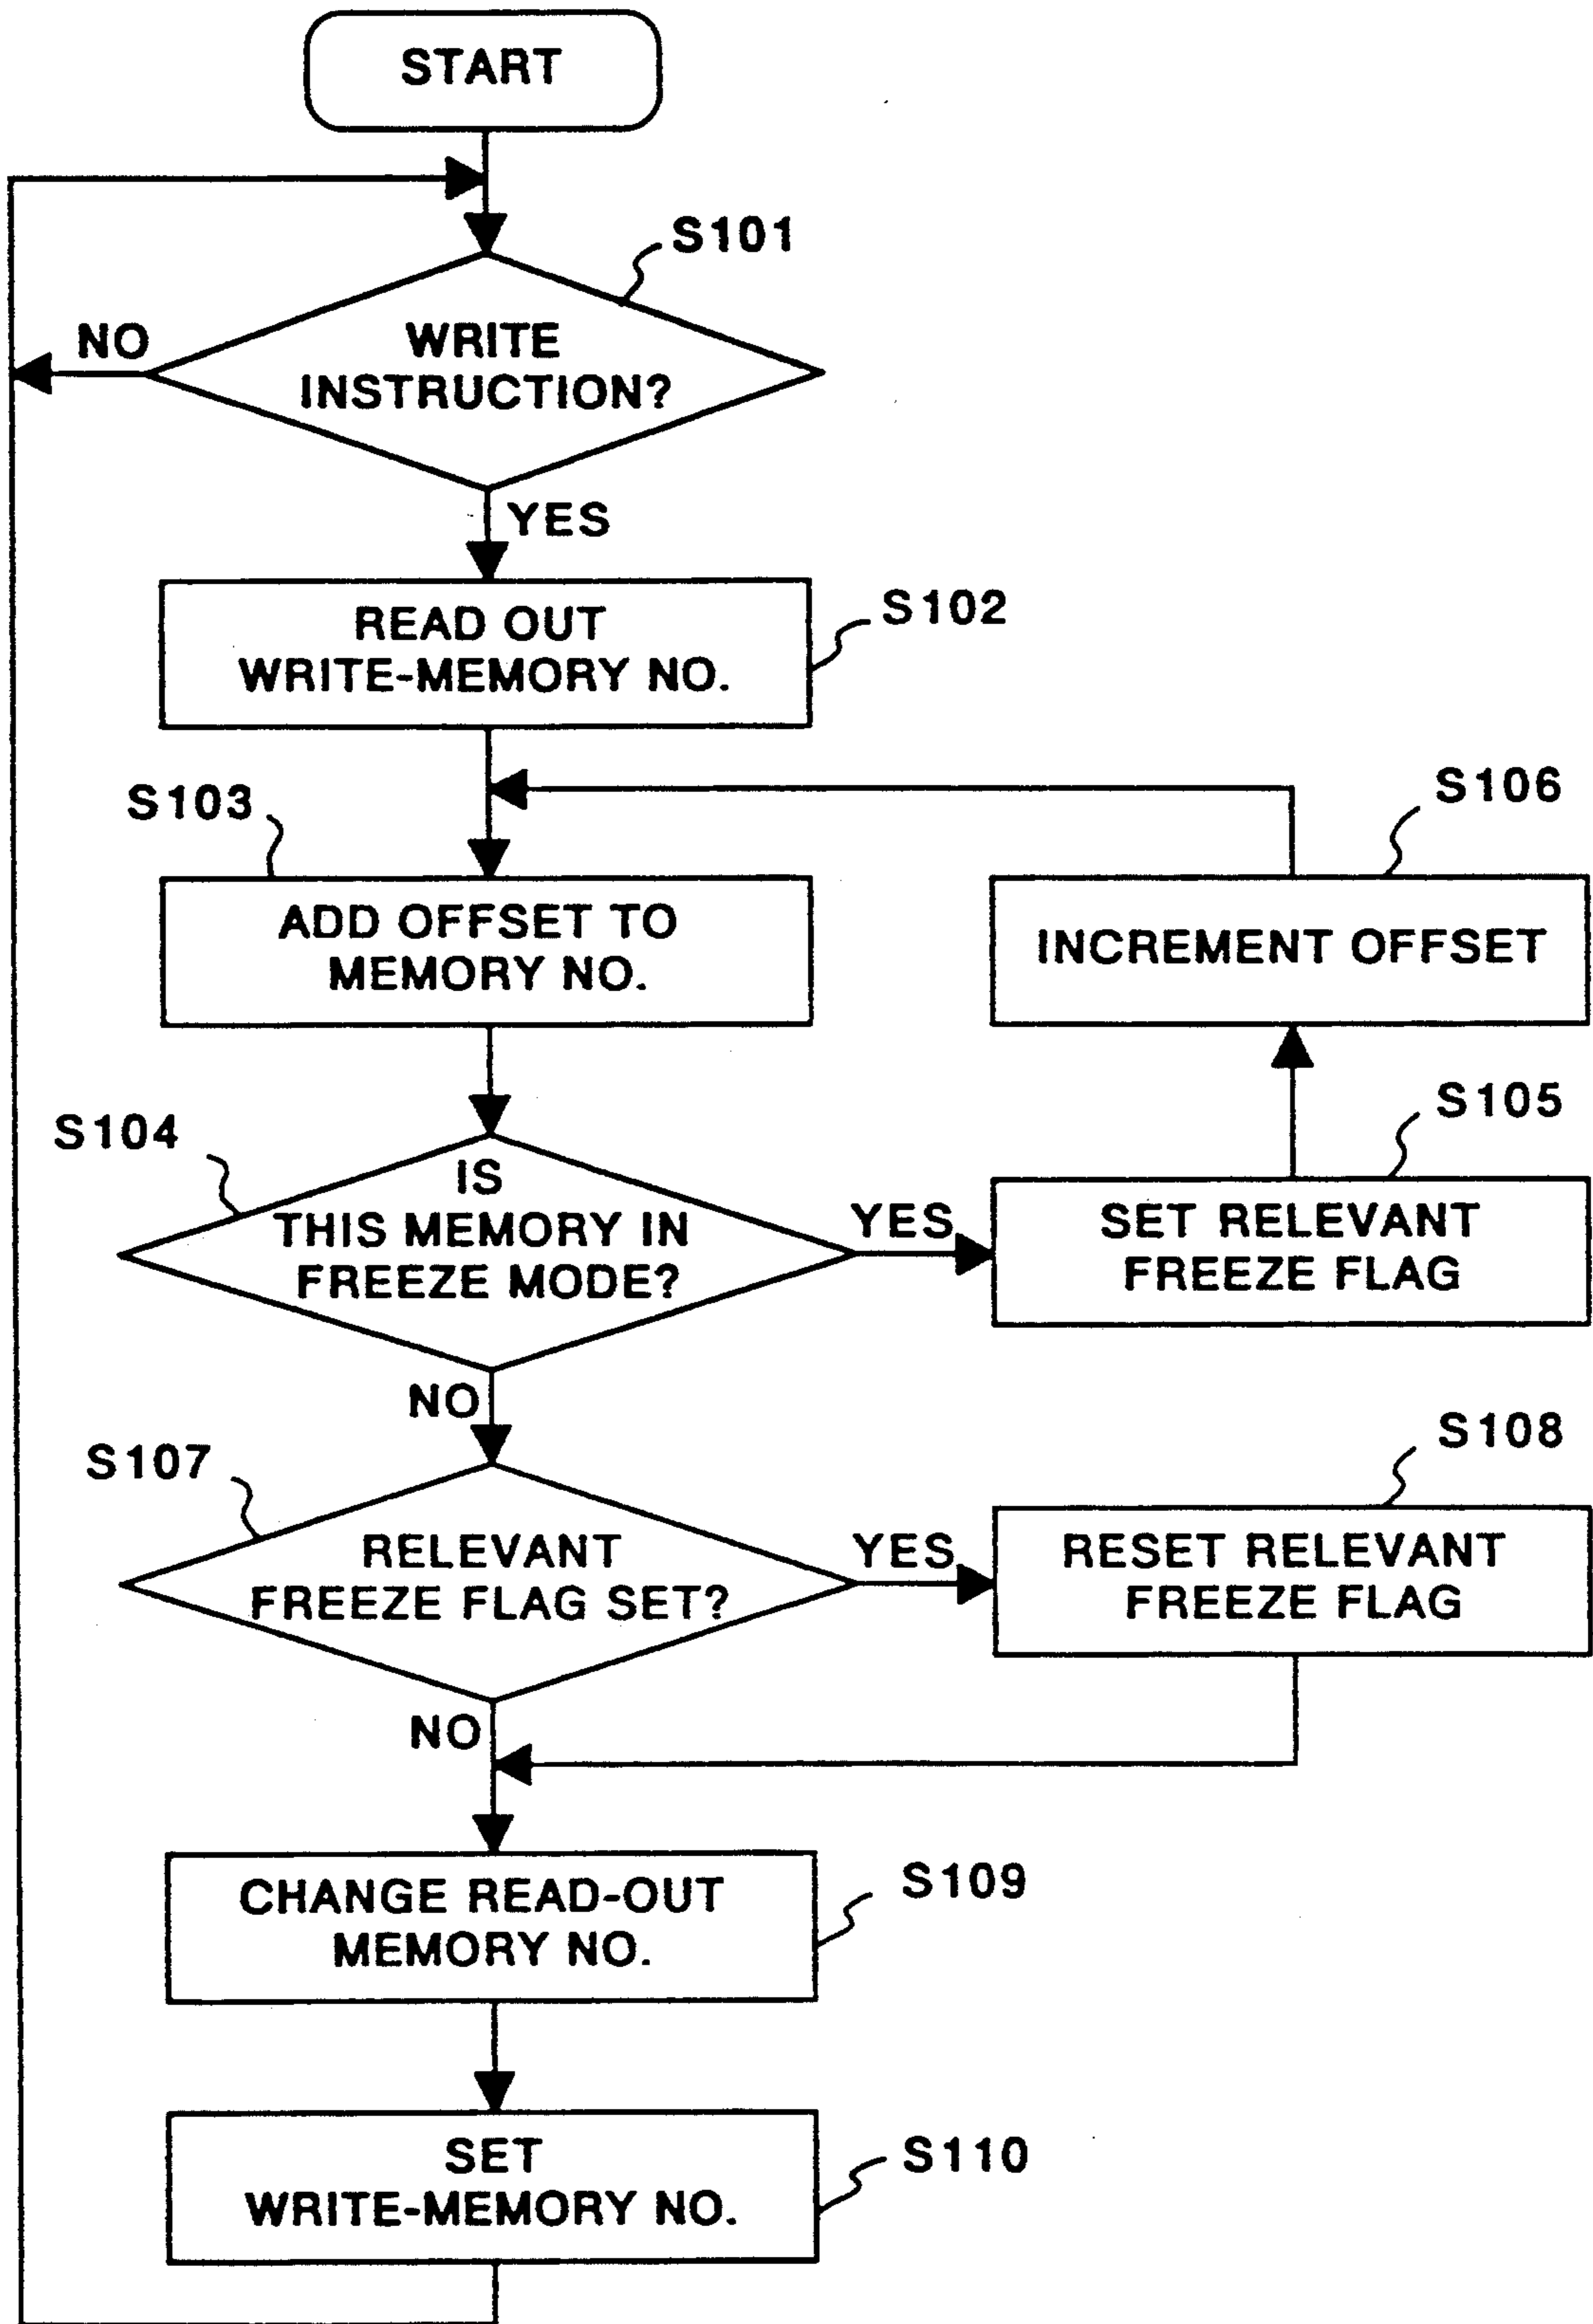 START
S101
NO
WRITE
INSTRUCTION?
YES
READ OUT
WRITE-MEMORY NO.
S102
S103
S106
ADD OFFSET TO
MEMORY NO.
INCREMENT OFFSET
S104
S105
IS
THIS MEMORY IN
FREEZE MODE?
YES
SET RELEVANT
FREEZE FLAG
NO
S107
S108
RELEVANT
FREEZE FLAG SET?
YES
RESET RELEVANT
FREEZE FLAG
NO
CHANGE READ-OUT
MEMORY NO.
S109
SET
WRITE-MEMORY NO.
S110